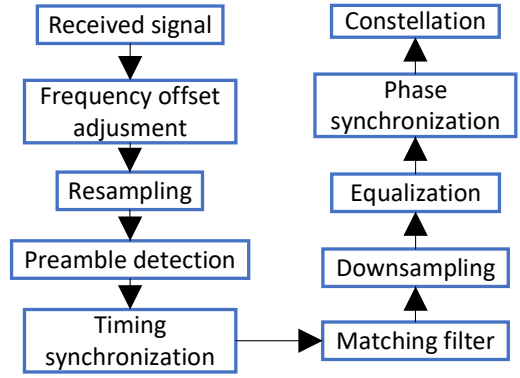 Received signal
Frequency offset
adjusment
Resampling
Preamble detection
Timing
synchronization
Matching filter
Downsampling
Equalization
Phase
synchronization
Constellation